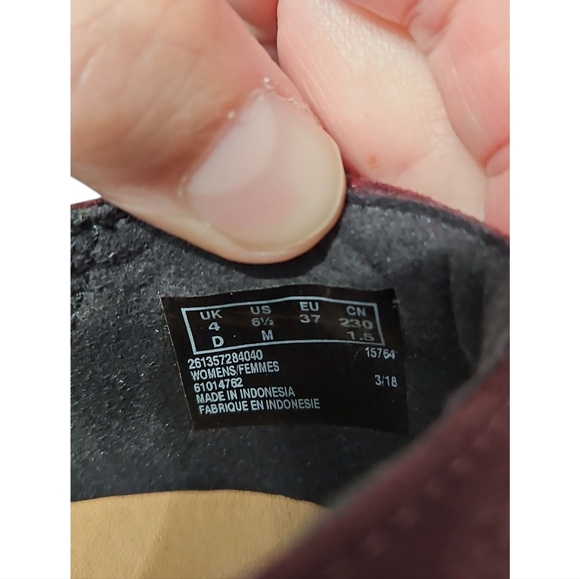 UK US EU CN
4 6½ 37 230
D M 1.5
261357284040 15764
WOMENS/FEMMES
61014762 3/18
MADE IN INDONESIA
FABRIQUE EN INDONESIE